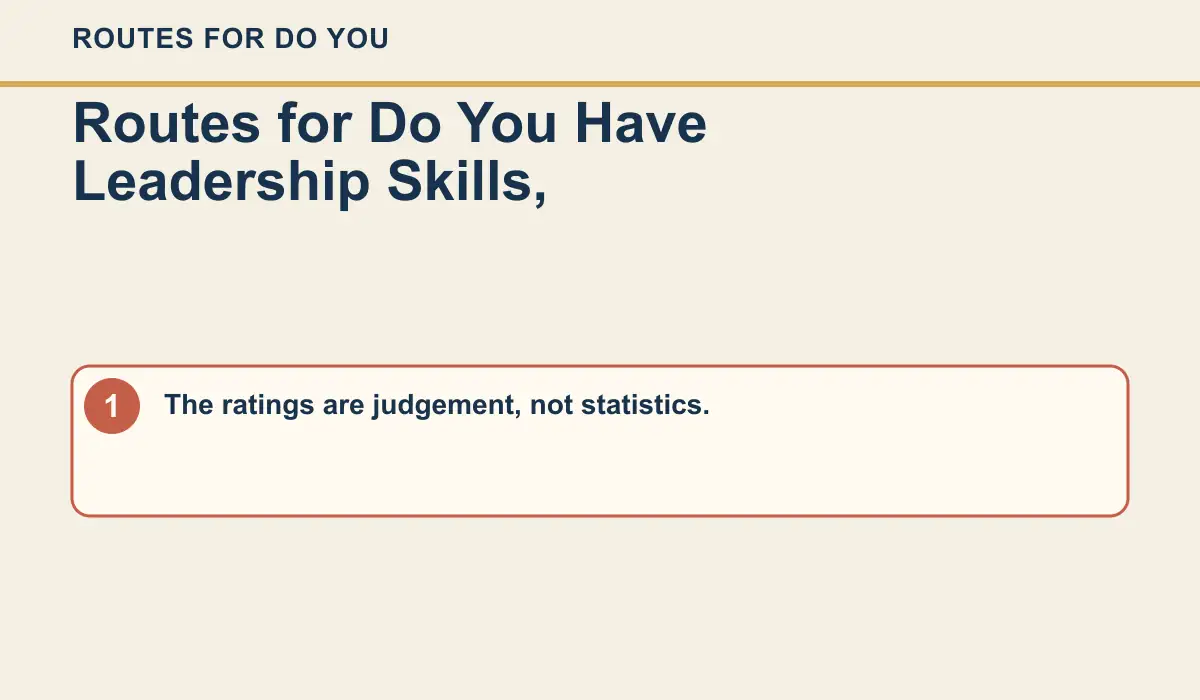 ROUTES FOR DO YOU
Routes for Do You Have
Leadership Skills,
1
The ratings are judgement, not statistics.